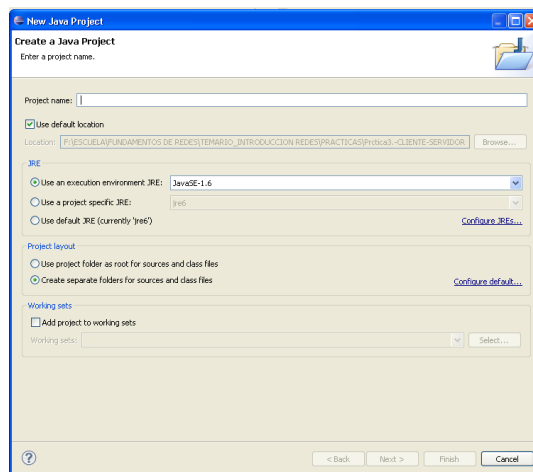 New Java Project
Create a Java Project
Enter a project name.
Project name:
Use default location
Location: F:\ESCUELA\FUNDAMENTOS DE REDES\TEMARIO_INTRODUCCION REDES\PRACTICAS\Prctica3.-CLIENTE-SERVIDOR Browse...
JRE
Use an execution environment JRE: JavaSE-1.6
Use a project specific JRE: jre6
Use default JRE (currently 'jre6') Configure JREs...
Project layout
Use project folder as root for sources and class files
Create separate folders for sources and class files Configure default...
Working sets
Add project to working sets
Working sets: Select...
? < Back Next > Finish Cancel